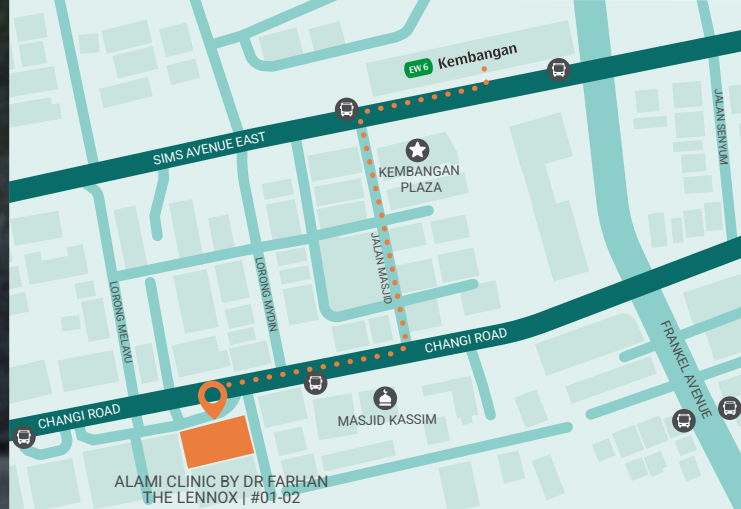 EW 6 Kembangan
SIMS AVENUE EAST
JALAN SENYUM
KEMBANGAN
PLAZA
JALAN MASJID
LORONG MYDIN
LORONG MELAYU
CHANGI ROAD
FRANKEL AVENUE
CHANGI ROAD
MASJID KASSIM
ALAMI CLINIC BY DR FARHAN
THE LENNOX | #01-02